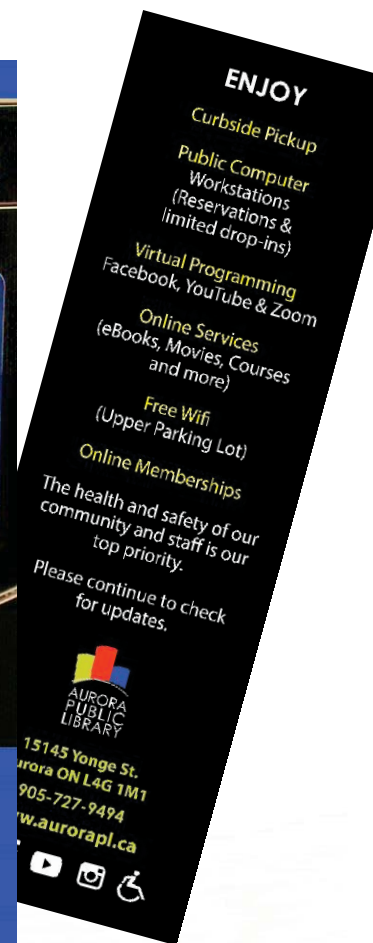 ENJOY
Curbside Pickup
Public Computer
Workstations
(Reservations &
limited drop-ins)
Virtual Programming
Facebook, YouTube & Zoom
Online Services
(eBooks, Movies, Courses
and more)
Free Wifi
(Upper Parking Lot)
Online Memberships
The health and safety of our
community and staff is our
top priority.
Please continue to check
for updates.
AURORA
PUBLIC
LIBRARY
15145 Yonge St.
urora ON L4G 1M1
905-727-9494
w.aurorapl.ca